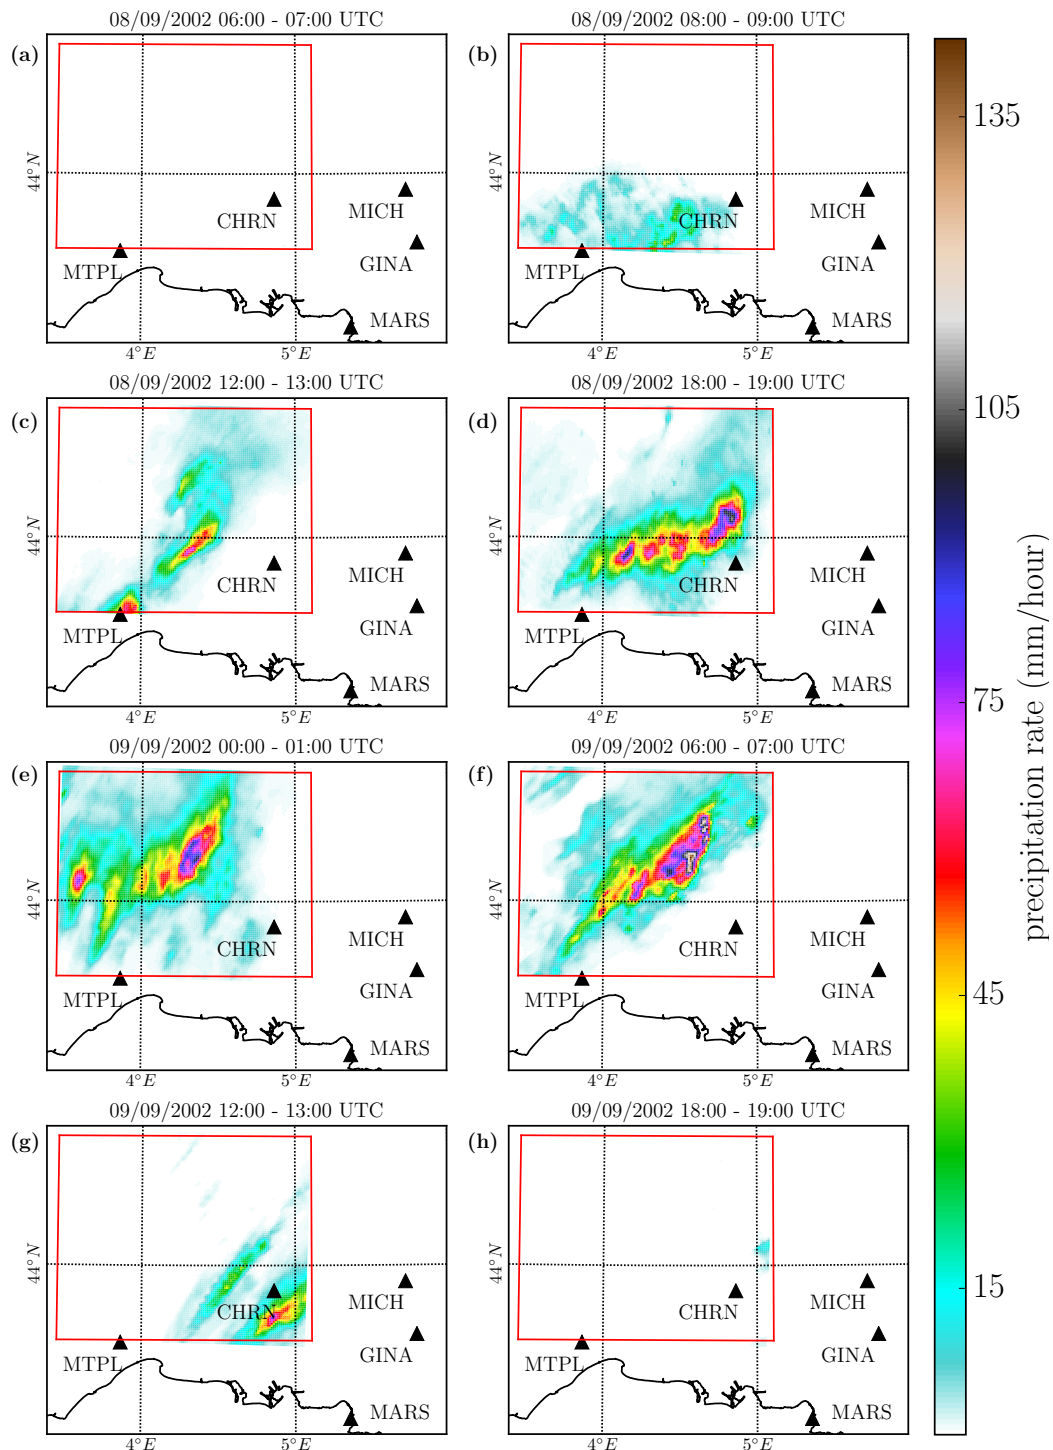 08/09/2002 06:00 - 07:00 UTC
(a)
44°N
CHRN
MICH
MTPL
GINA
MARS
4°E
5°E
08/09/2002 08:00 - 09:00 UTC
(b)
44°N
CHRN
MICH
MTPL
GINA
MARS
4°E
5°E
08/09/2002 12:00 - 13:00 UTC
(c)
44°N
CHRN
MICH
MTPL
GINA
MARS
4°E
5°E
08/09/2002 18:00 - 19:00 UTC
(d)
44°N
CHRN
MICH
MTPL
GINA
MARS
4°E
5°E
09/09/2002 00:00 - 01:00 UTC
(e)
44°N
CHRN
MICH
MTPL
GINA
MARS
4°E
5°E
09/09/2002 06:00 - 07:00 UTC
(f)
44°N
CHRN
MICH
MTPL
GINA
MARS
4°E
5°E
09/09/2002 12:00 - 13:00 UTC
(g)
44°N
CHRN
MICH
MTPL
GINA
MARS
4°E
5°E
09/09/2002 18:00 - 19:00 UTC
(h)
44°N
CHRN
MICH
MTPL
GINA
MARS
4°E
5°E
135
105
75
45
15
precipitation rate (mm/hour)